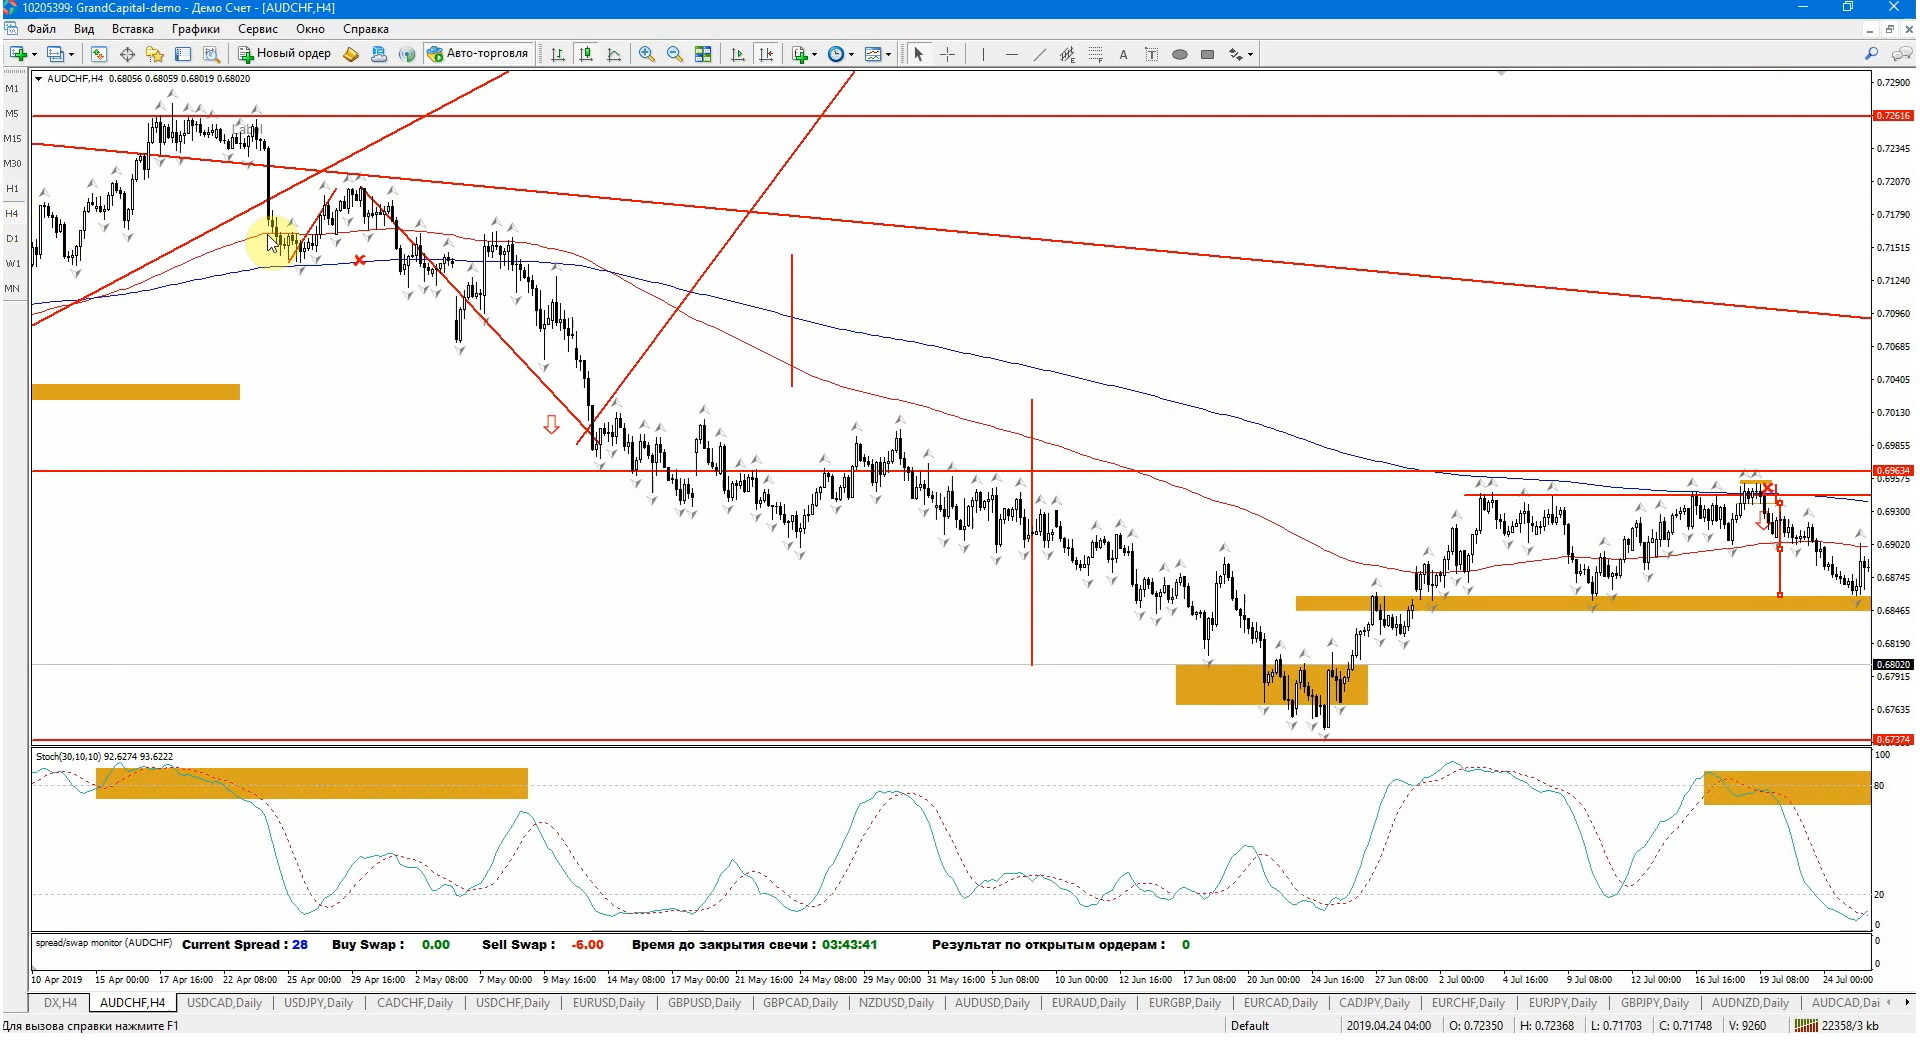 10205399: GrandCapital-demo - Демо Счет - [AUDCHF,H4]
Файл Вид Вставка Графики Сервис Окно Справка
Новый ордер Авто-торговля
AUDCHF,H4 0.68056 0.68059 0.68019 0.68020
M1
M5
M15
M30
H1
H4
D1
W1
MN
0.72900
0.72616
0.72345
0.72070
0.71790
0.71515
0.71240
0.70960
0.70685
0.70405
0.70130
0.69855
0.69634
0.69575
0.69300
0.69020
0.68745
0.68465
0.68190
0.68020
0.67915
0.67635
0.67374
Stoch(30,10,10) 92.6274 93.6222
100
80
20
0
spread/swap monitor (AUDCHF) Current Spread : 28 Buy Swap : 0.00 Sell Swap : -6.00 Время до закрытия свечи : 03:43:41 Результат по открытым ордерам : 0
0
0
10 Apr 2019 15 Apr 00:00 17 Apr 16:00 22 Apr 08:00 25 Apr 00:00 29 Apr 16:00 2 May 08:00 7 May 00:00 9 May 16:00 14 May 08:00 17 May 00:00 21 May 16:00 24 May 08:00 29 May 00:00 31 May 16:00 5 Jun 08:00 10 Jun 00:00 12 Jun 16:00 17 Jun 08:00 20 Jun 00:00 24 Jun 16:00 27 Jun 08:00 2 Jul 00:00 4 Jul 16:00 9 Jul 08:00 12 Jul 00:00 16 Jul 16:00 19 Jul 08:00 24 Jul 00:00
DX,H4 AUDCHF,H4 USDCAD,Daily USDJPY,Daily CADCHF,Daily USDCHF,Daily EURUSD,Daily GBPUSD,Daily GBPCAD,Daily NZDUSD,Daily AUDUSD,Daily EURAUD,Daily EURGBP,Daily EURCAD,Daily CADJPY,Daily EURCHF,Daily EURJPY,Daily GBPJPY,Daily AUDNZD,Daily AUDCAD,Dai
Для вызова справки нажмите F1 Default 2019.04.24 04:00 O: 0.72350 H: 0.72368 L: 0.71703 C: 0.71748 V: 9260 22358/3 kb